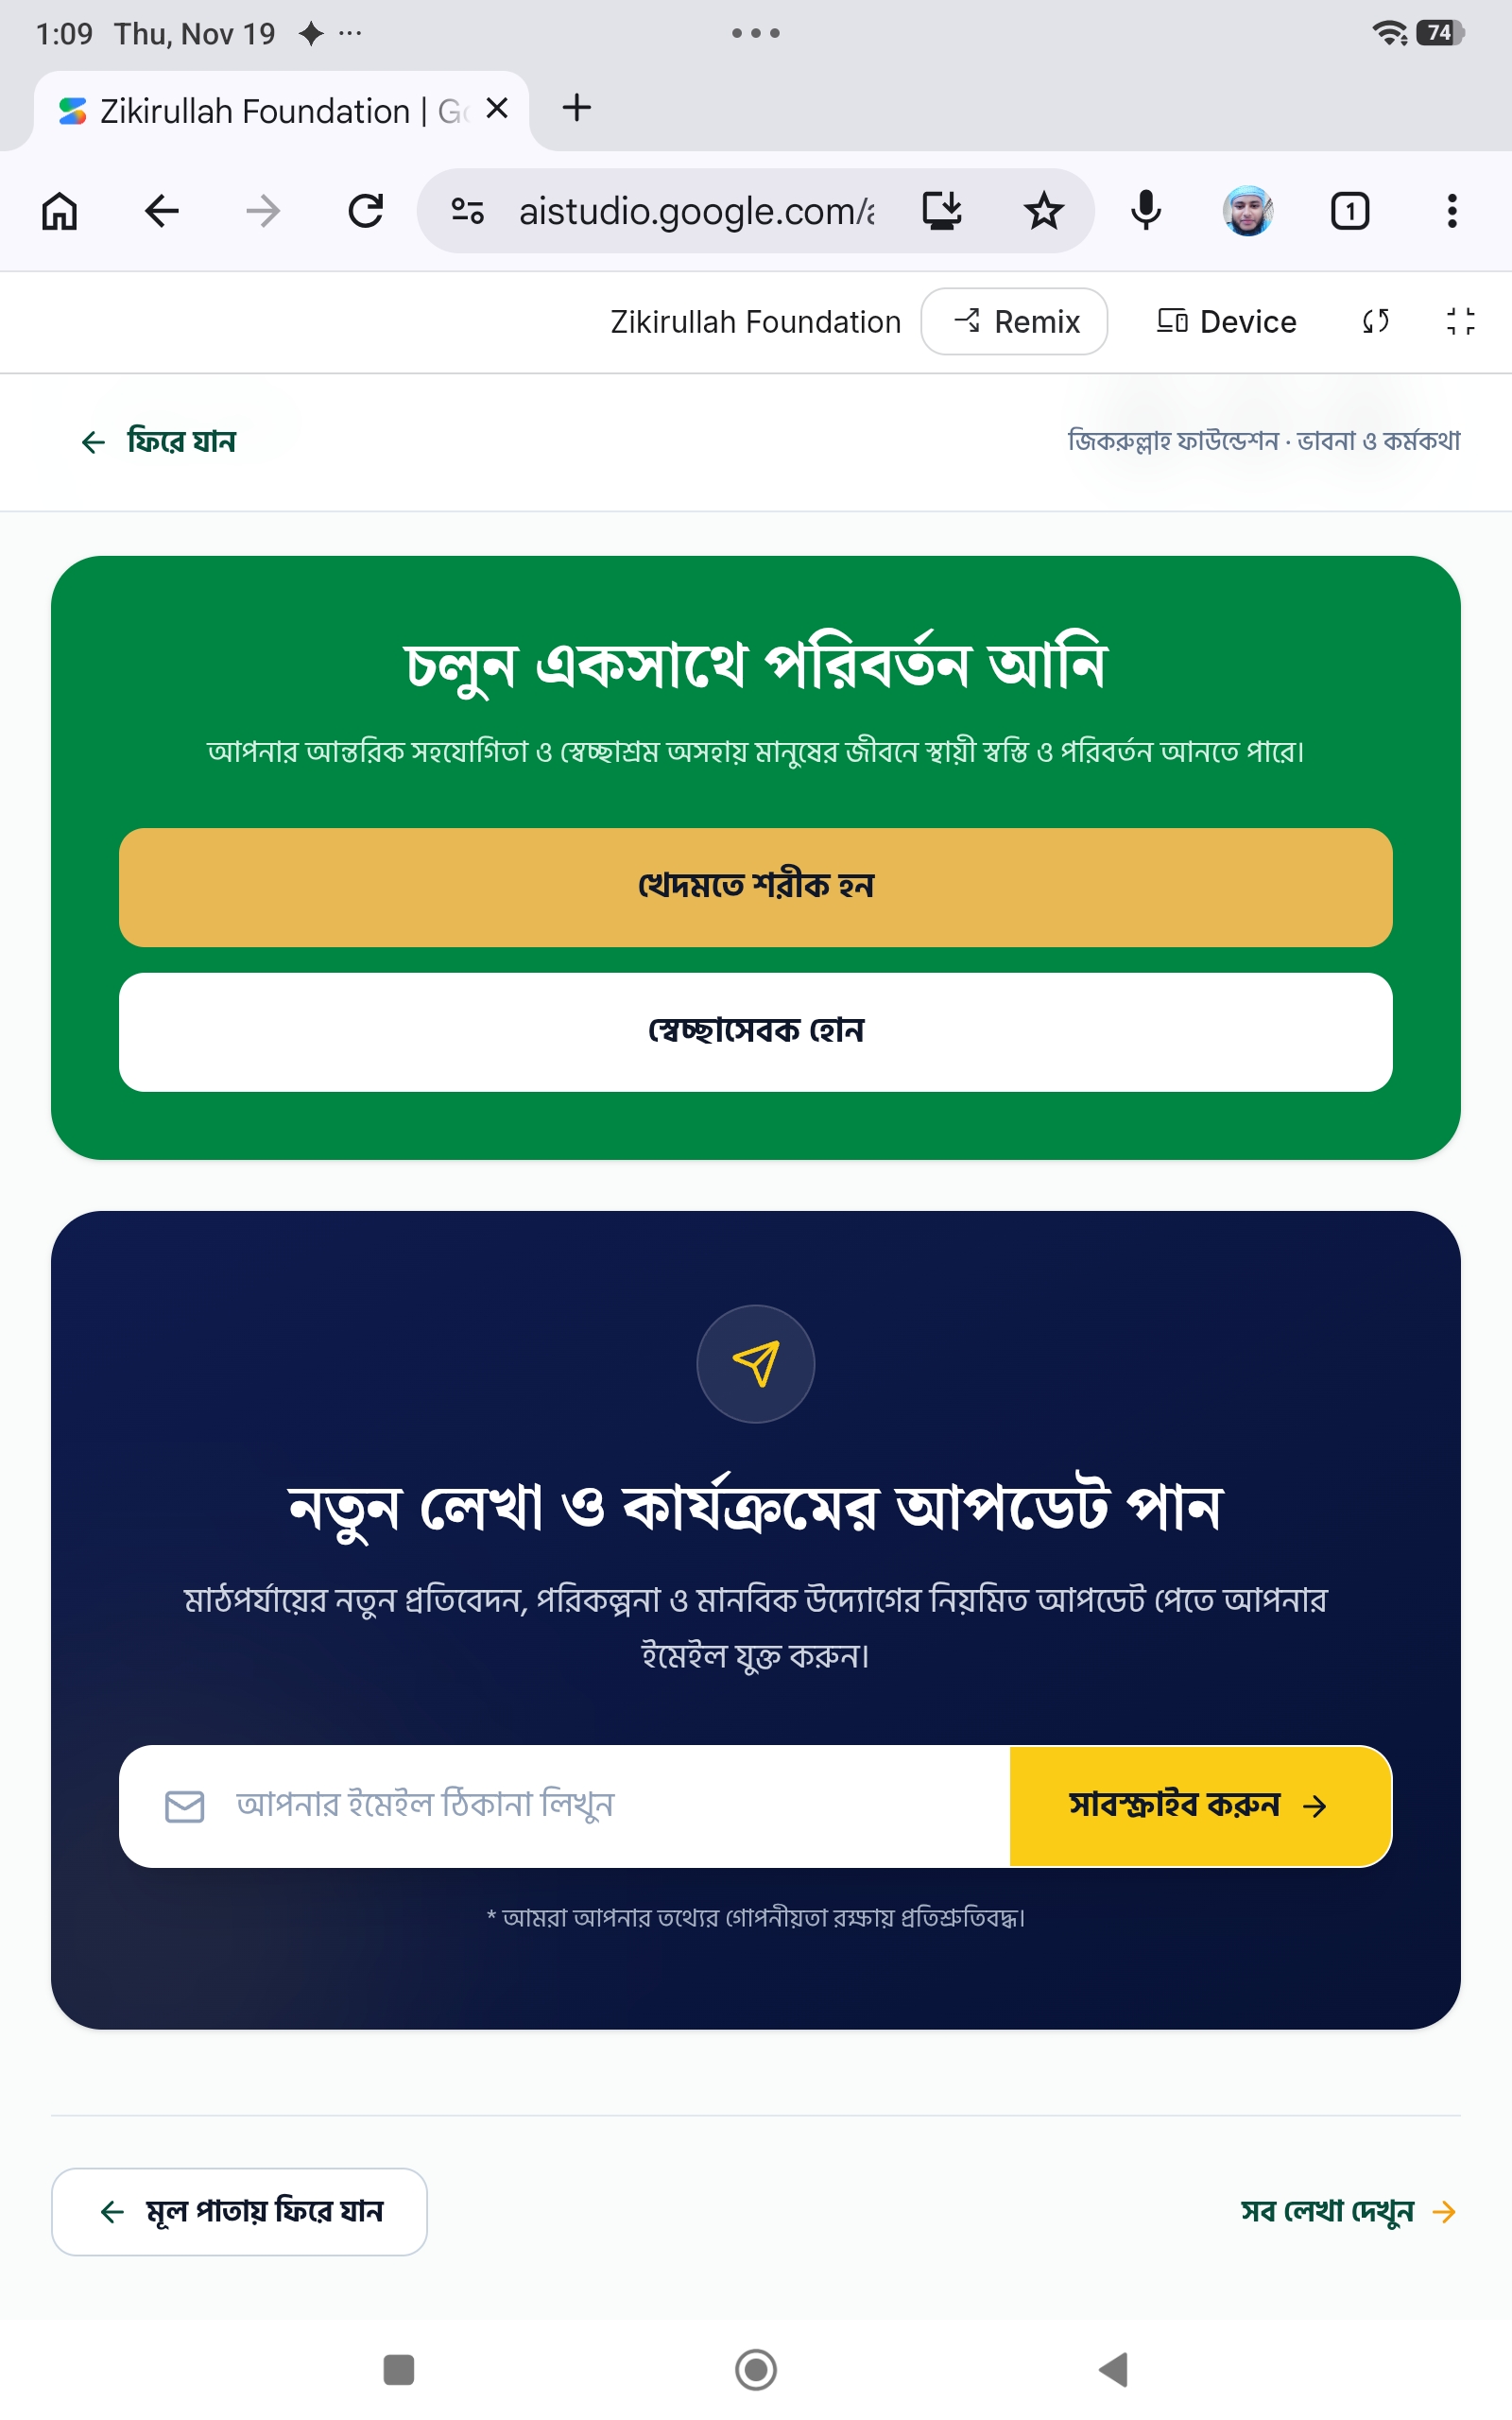 1:09 Thu, Nov 19
74
Zikirullah Foundation |
aistudio.google.com/
1
Zikirullah Foundation
Remix
Device
ফিরে যান
জিকরুল্লাহ ফাউন্ডেশন · ভাবনা ও কর্মকথা
চলুন একসাথে পরিবর্তন আনি
আপনার আন্তরিক সহযোগিতা ও স্বেচ্ছাশ্রম অসহায় মানুষের জীবনে স্থায়ী স্বস্তি ও পরিবর্তন আনতে পারে।
খেদমতে শরীক হন
স্বেচ্ছাসেবক হোন
নতুন লেখা ও কার্যক্রমের আপডেট পান
মাঠপর্যায়ের নতুন প্রতিবেদন, পরিকল্পনা ও মানবিক উদ্যোগের নিয়মিত আপডেট পেতে আপনার
ইমেইল যুক্ত করুন।
আপনার ইমেইল ঠিকানা লিখুন
সাবস্ক্রাইব করুন
* আমরা আপনার তথ্যের গোপনীয়তা রক্ষায় প্রতিশ্রুতিবদ্ধ।
মূল পাতায় ফিরে যান
সব লেখা দেখুন